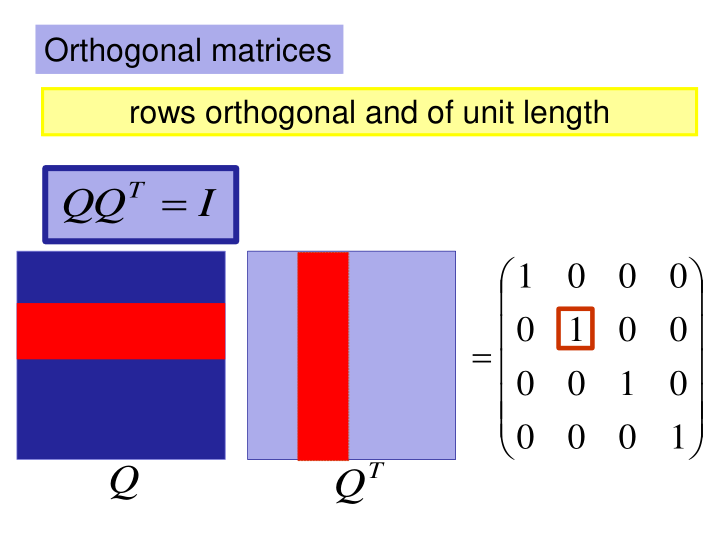 Orthogonal matrices
rows orthogonal and of unit length
QQ^T = I
= (1 0 0 0
0 1 0 0
0 0 1 0
0 0 0 1)
Q
Q^T